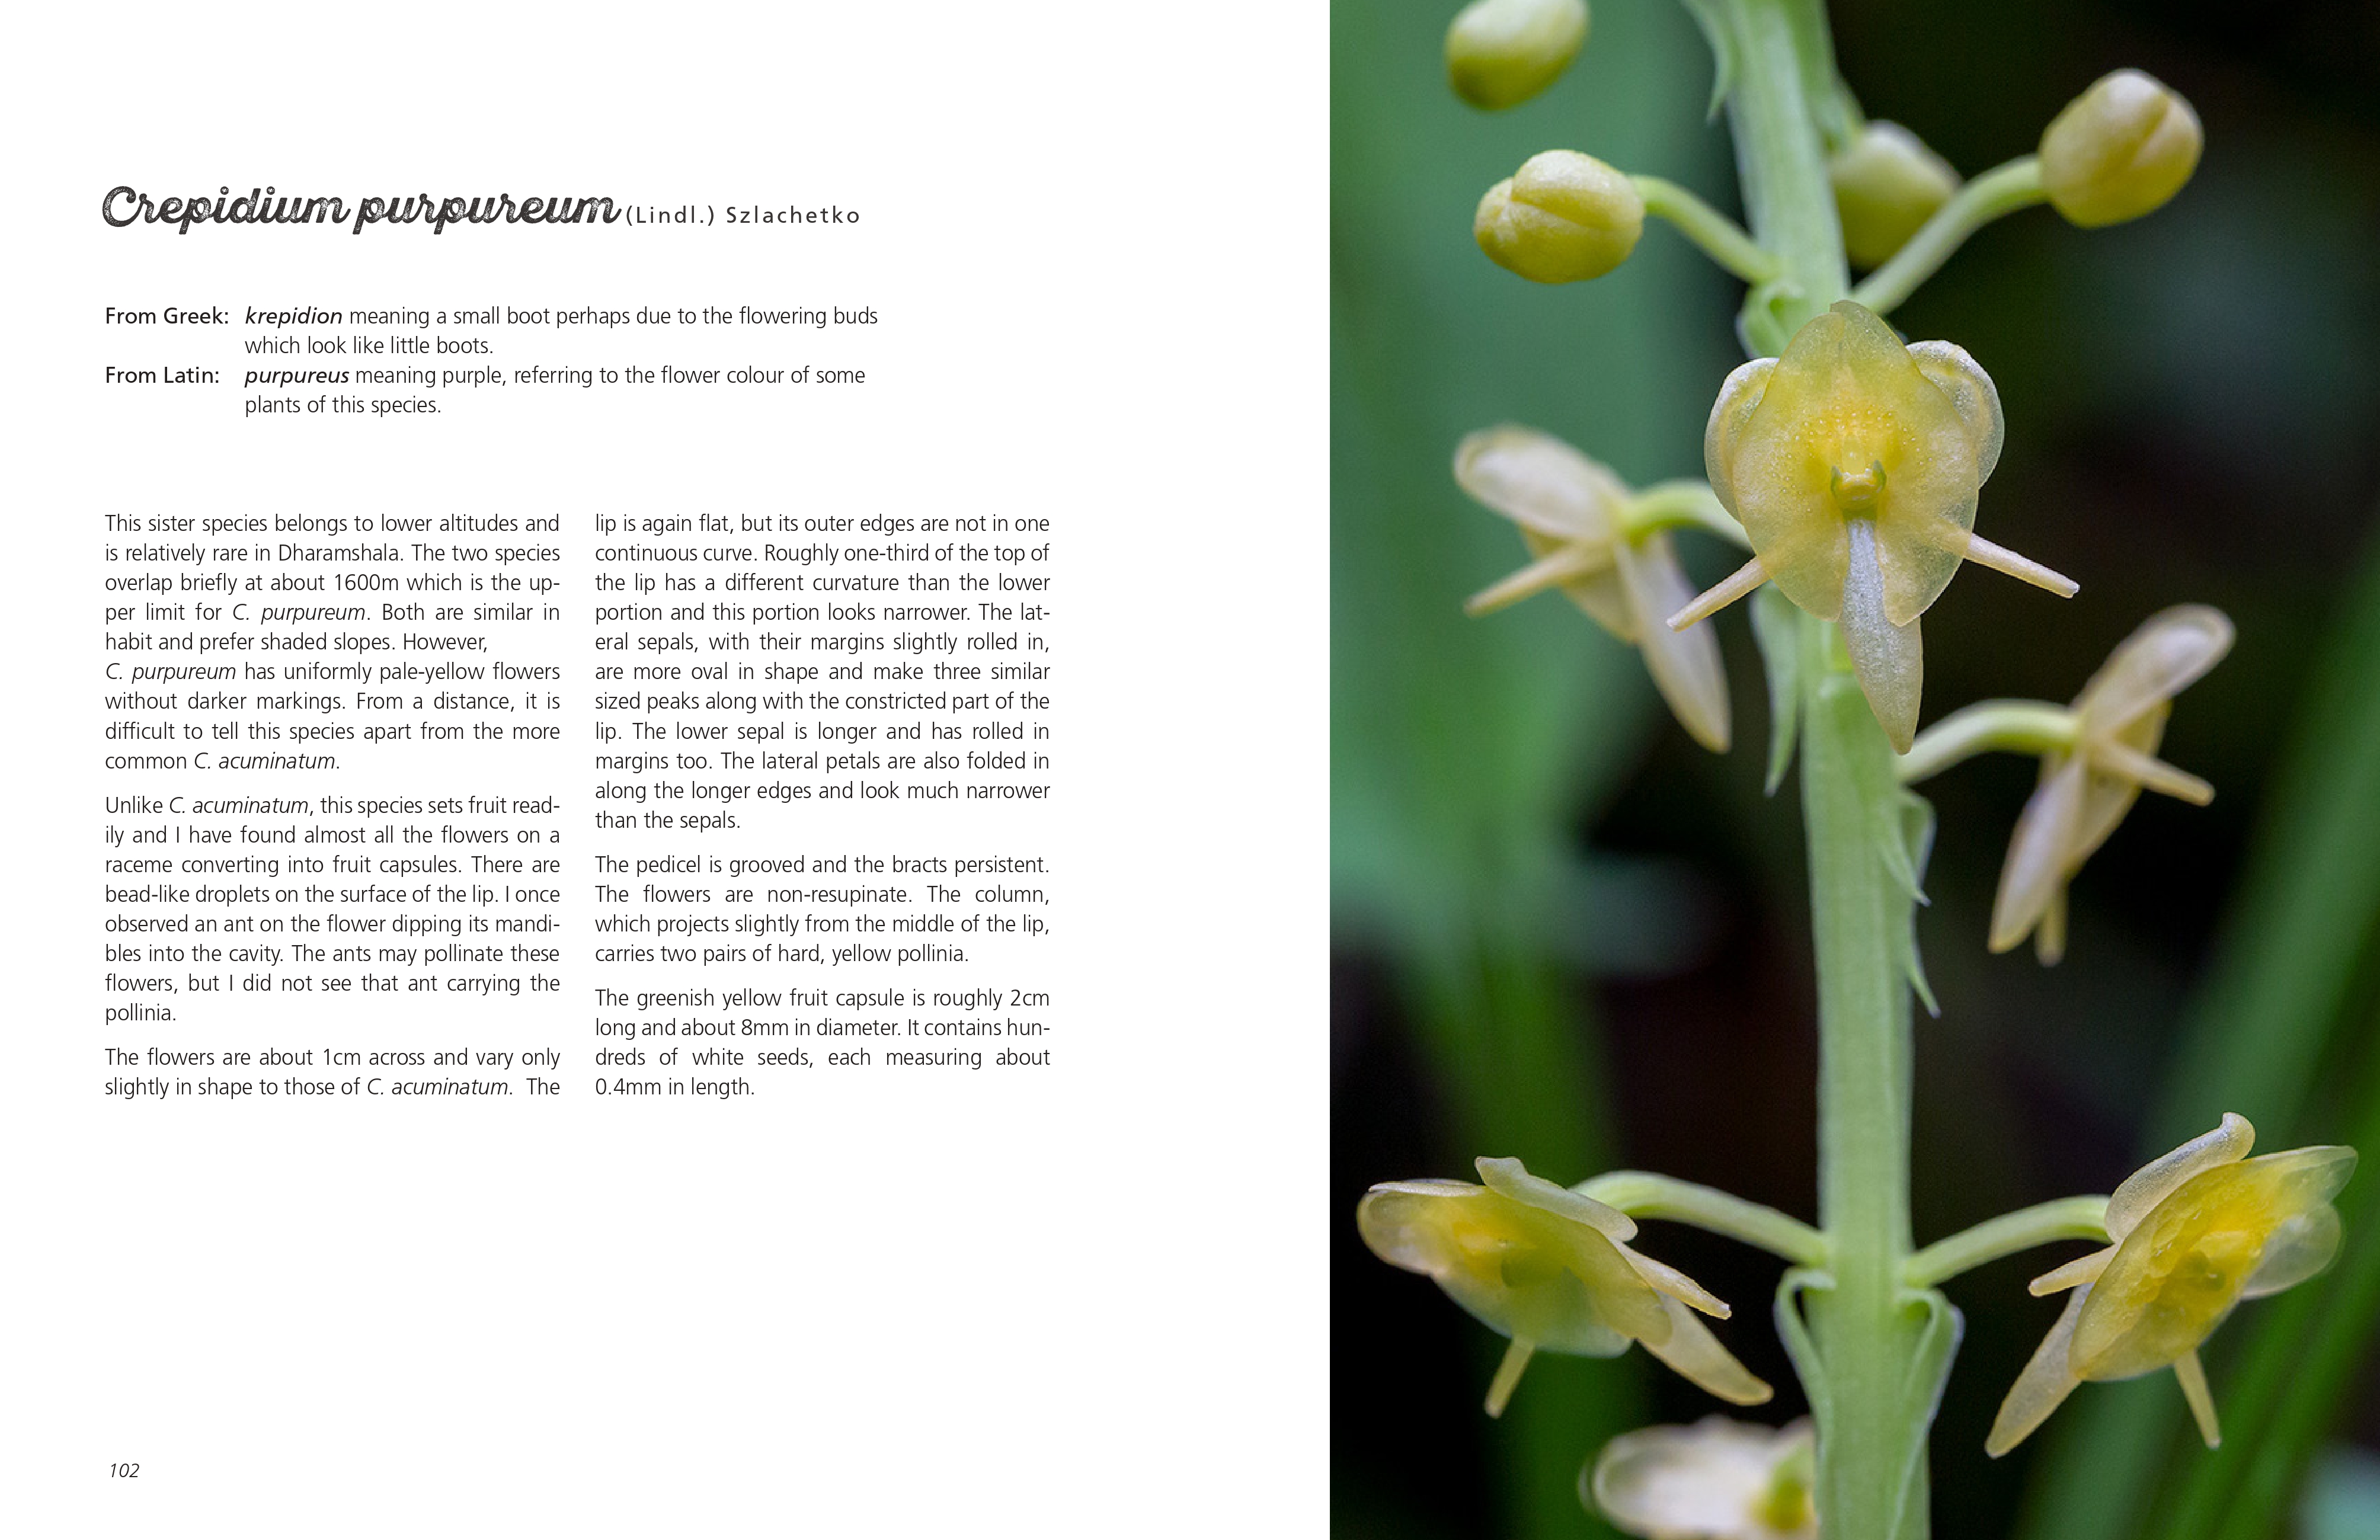 Crepidium purpureum (Lindl.) Szlachetko
From Greek: krepidion meaning a small boot perhaps due to the flowering buds
which look like little boots.
From Latin: purpureus meaning purple, referring to the flower colour of some
plants of this species.
This sister species belongs to lower altitudes and
is relatively rare in Dharamshala. The two species
overlap briefly at about 1600m which is the up-
per limit for C. purpureum. Both are similar in
habit and prefer shaded slopes. However,
C. purpureum has uniformly pale-yellow flowers
without darker markings. From a distance, it is
difficult to tell this species apart from the more
common C. acuminatum.
Unlike C. acuminatum, this species sets fruit read-
ily and I have found almost all the flowers on a
raceme converting into fruit capsules. There are
bead-like droplets on the surface of the lip. I once
observed an ant on the flower dipping its mandi-
bles into the cavity. The ants may pollinate these
flowers, but I did not see that ant carrying the
pollinia.
The flowers are about 1cm across and vary only
slightly in shape to those of C. acuminatum. The
lip is again flat, but its outer edges are not in one
continuous curve. Roughly one-third of the top of
the lip has a different curvature than the lower
portion and this portion looks narrower. The lat-
eral sepals, with their margins slightly rolled in,
are more oval in shape and make three similar
sized peaks along with the constricted part of the
lip. The lower sepal is longer and has rolled in
margins too. The lateral petals are also folded in
along the longer edges and look much narrower
than the sepals.
The pedicel is grooved and the bracts persistent.
The flowers are non-resupinate. The column,
which projects slightly from the middle of the lip,
carries two pairs of hard, yellow pollinia.
The greenish yellow fruit capsule is roughly 2cm
long and about 8mm in diameter. It contains hun-
dreds of white seeds, each measuring about
0.4mm in length.
102